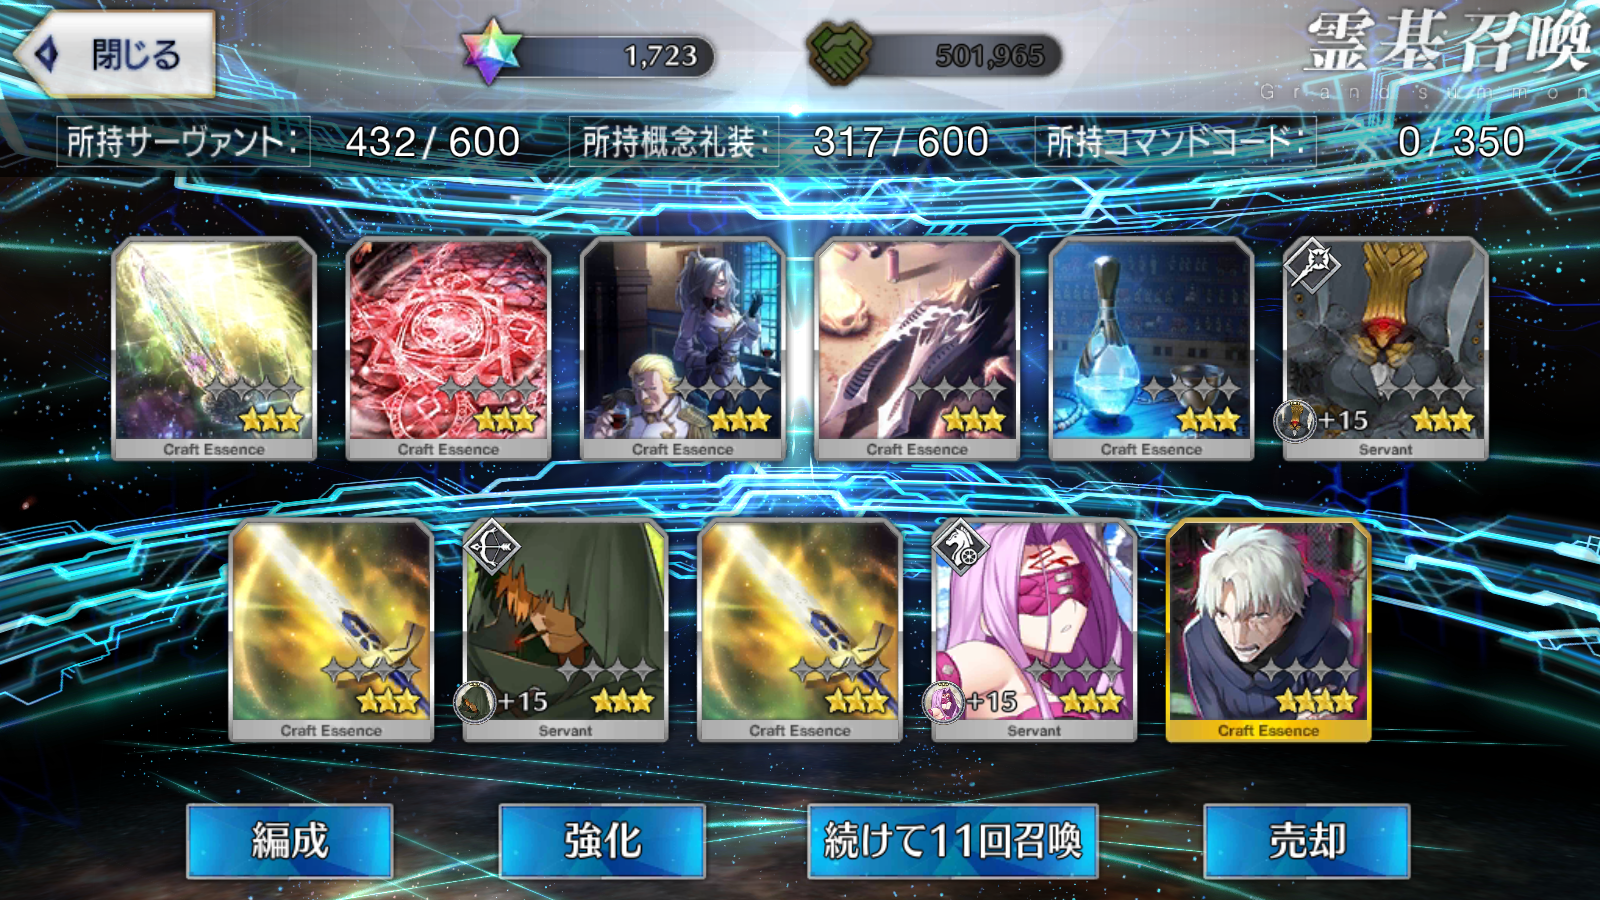 閉じる
1,723
501,965
霊基召喚
Grand summon
所持サーヴァント: 432 / 600
所持概念礼装: 317 / 600
所持コマンドコード: 0 / 350
Craft Essence
Craft Essence
Craft Essence
Craft Essence
Craft Essence
+15
Servant
Craft Essence
+15
Servant
Craft Essence
+15
Servant
Craft Essence
編成
強化
続けて11回召喚
売却